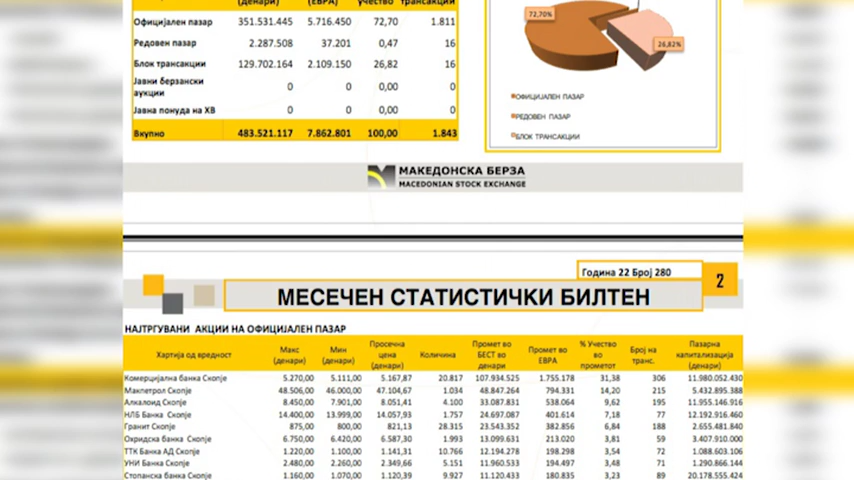 (денари) (ЕВРА) учество трансакции
Официјален пазар 351.531.445 5.716.450 72,70 1.811
Редовен пазар 2.287.508 37.201 0,47 16
Блок трансакции 129.702.164 2.109.150 26,82 16
Јавни берзански аукции 0 0 0,00 0
Јавна понуда на ХВ 0 0 0,00 0
Вкупно 483.521.117 7.862.801 100,00 1.843
72,70%
26,82%
ОФИЦИЈАЛЕН ПАЗАР
РЕДОВЕН ПАЗАР
БЛОК ТРАНСАКЦИИ
МАКЕДОНСКА БЕРЗА
MACEDONIAN STOCK EXCHANGE
Година 22 Број 280
2
МЕСЕЧЕН СТАТИСТИЧКИ БИЛТЕН
НАЈТРГУВАНИ АКЦИИ НА ОФИЦИЈАЛЕН ПАЗАР
Хартија од вредност Макс (денари) Мин (денари) Просечна цена (денари) Количина Промет во БЕСТ во денари Промет во ЕВРА % Учество во прометот Број на транс. Пазарна капитализација (денари)
Комерцијална банка Скопје 5.270,00 5.111,00 5.167,87 20.817 107.934.525 1.755.178 31,38 306 11.980.052.430
Макпетрол Скопје 48.506,00 46.000,00 47.104,67 1.034 48.847.264 794.331 14,20 215 5.432.895.388
Алкалоид Скопје 8.450,00 7.901,00 8.051,41 4.100 33.087.831 538.064 9,62 195 11.955.146.916
НЛБ Банка Скопје 14.400,00 13.999,00 14.057,93 1.757 24.697.087 401.614 7,18 77 12.192.916.460
Гранит Скопје 875,00 800,00 821,13 28.315 23.543.352 382.856 6,84 188 2.655.481.840
Охридска банка Скопје 6.750,00 6.420,00 6.587,30 1.993 13.099.631 213.020 3,81 59 3.407.910.000
ТТК Банка АД Скопје 1.220,00 1.100,00 1.141,31 10.766 12.194.278 198.298 3,54 72 1.088.603.106
УНИ Банка Скопје 2.480,00 2.260,00 2.349,66 5.151 11.960.533 194.497 3,48 71 1.290.866.144
Стопанска банка Скопје 1.160,00 1.070,00 1.120,39 9.927 11.120.433 180.835 3,23 89 20.178.555.424